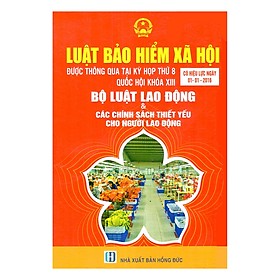 LUẬT BẢO HIỂM XÃ HỘI
ĐƯỢC THÔNG QUA TẠI KỲ HỌP THỨ 8
QUỐC HỘI KHÓA XIII
CÓ HIỆU LỰC NGÀY
01-01-2016
BỘ LUẬT LAO ĐỘNG
&
CÁC CHÍNH SÁCH THIẾT YẾU
CHO NGƯỜI LAO ĐỘNG
NHÀ XUẤT BẢN HỒNG ĐỨC